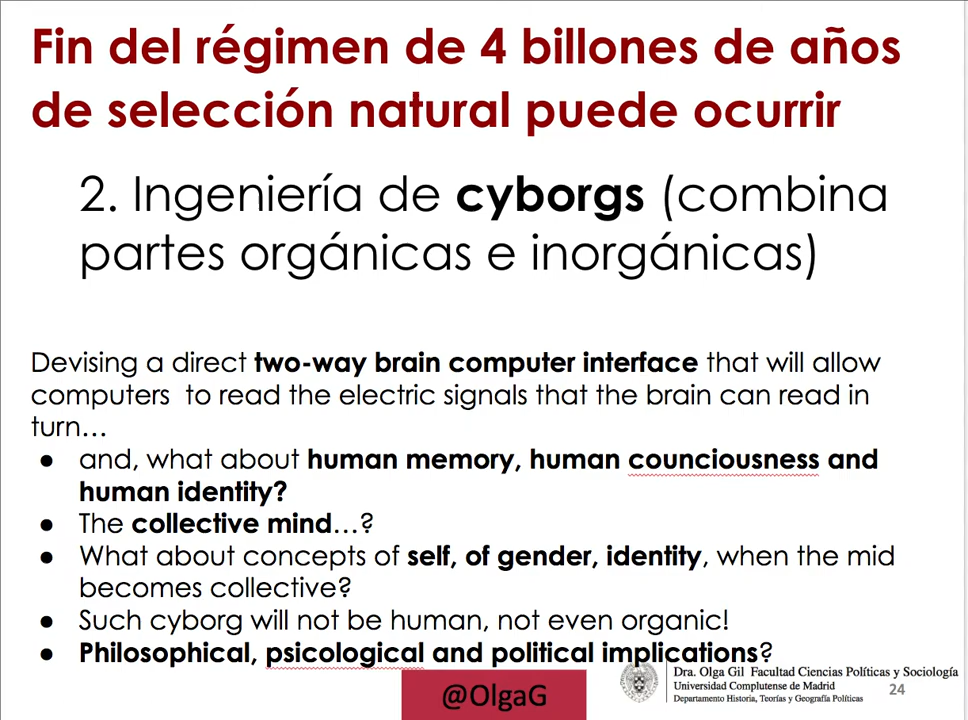 Fin del régimen de 4 billones de años
de selección natural puede ocurrir
2. Ingeniería de cyborgs (combina
partes orgánicas e inorgánicas)
Devising a direct two-way brain computer interface that will allow
computers to read the electric signals that the brain can read in
turn…
● and, what about human memory, human counciousness and
human identity?
● The collective mind…?
● What about concepts of self, of gender, identity, when the mid
becomes collective?
● Such cyborg will not be human, not even organic!
● Philosophical, psicological and political implications?
@OlgaG
Dra. Olga Gil Facultad Ciencias Políticas y Sociología
Universidad Complutense de Madrid
Departamento Historia, Teorías y Geografía Políticas
24